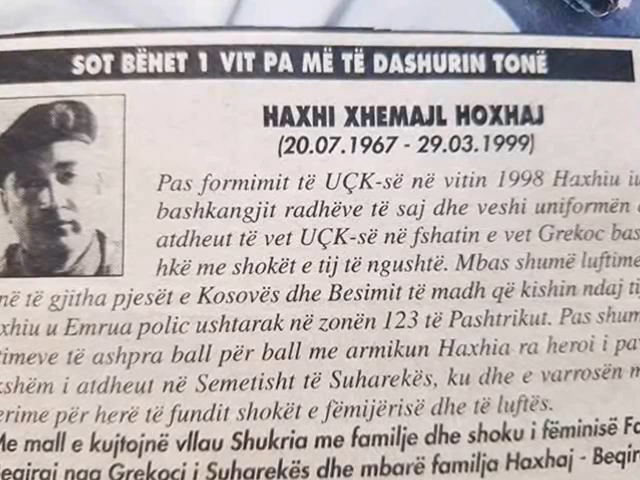 SOT BËHET 1 VIT PA MË TË DASHURIN TONË
HAXHI XHEMAJL HOXHAJ
(20.07.1967 - 29.03.1999)
Pas formimit të UÇK-së në vitin 1998 Haxhiu iu
bashkangjit radhëve të saj dhe veshi uniformën
atdheut të vet UÇK-së në fshatin e vet Grekoc bas
hkë me shokët e tij të ngushtë. Mbas shumë luftime
në të gjitha pjesët e Kosovës dhe Besimit të madh që kishin ndaj tij
xhiu u Emrua polic ushtarak në zonën 123 të Pashtrikut. Pas shum
timeve të ashpra ball për ball me armikun Haxhia ra heroi i pav
kshëm i atdheut në Semetisht të Suharekës, ku dhe e varrosën m
erime për herë të fundit shokët e fëmijërisë dhe të luftës.
Me mall e kujtojnë vllau Shukria me familje dhe shoku i fëminisë Fa
Beqiraj nga Grekoci i Suharekës dhe mbarë familja Haxhaj - Beqir